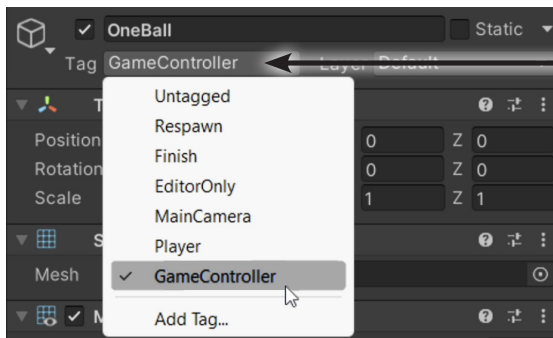 OneBall Static
Tag GameController Layer Default
Untagged
T
Respawn
Position 0 Z 0
Finish
Rotation 0 Z 0
EditorOnly
Scale 1 Z 1
MainCamera
S
Player
Mesh
GameController
M
Add Tag...